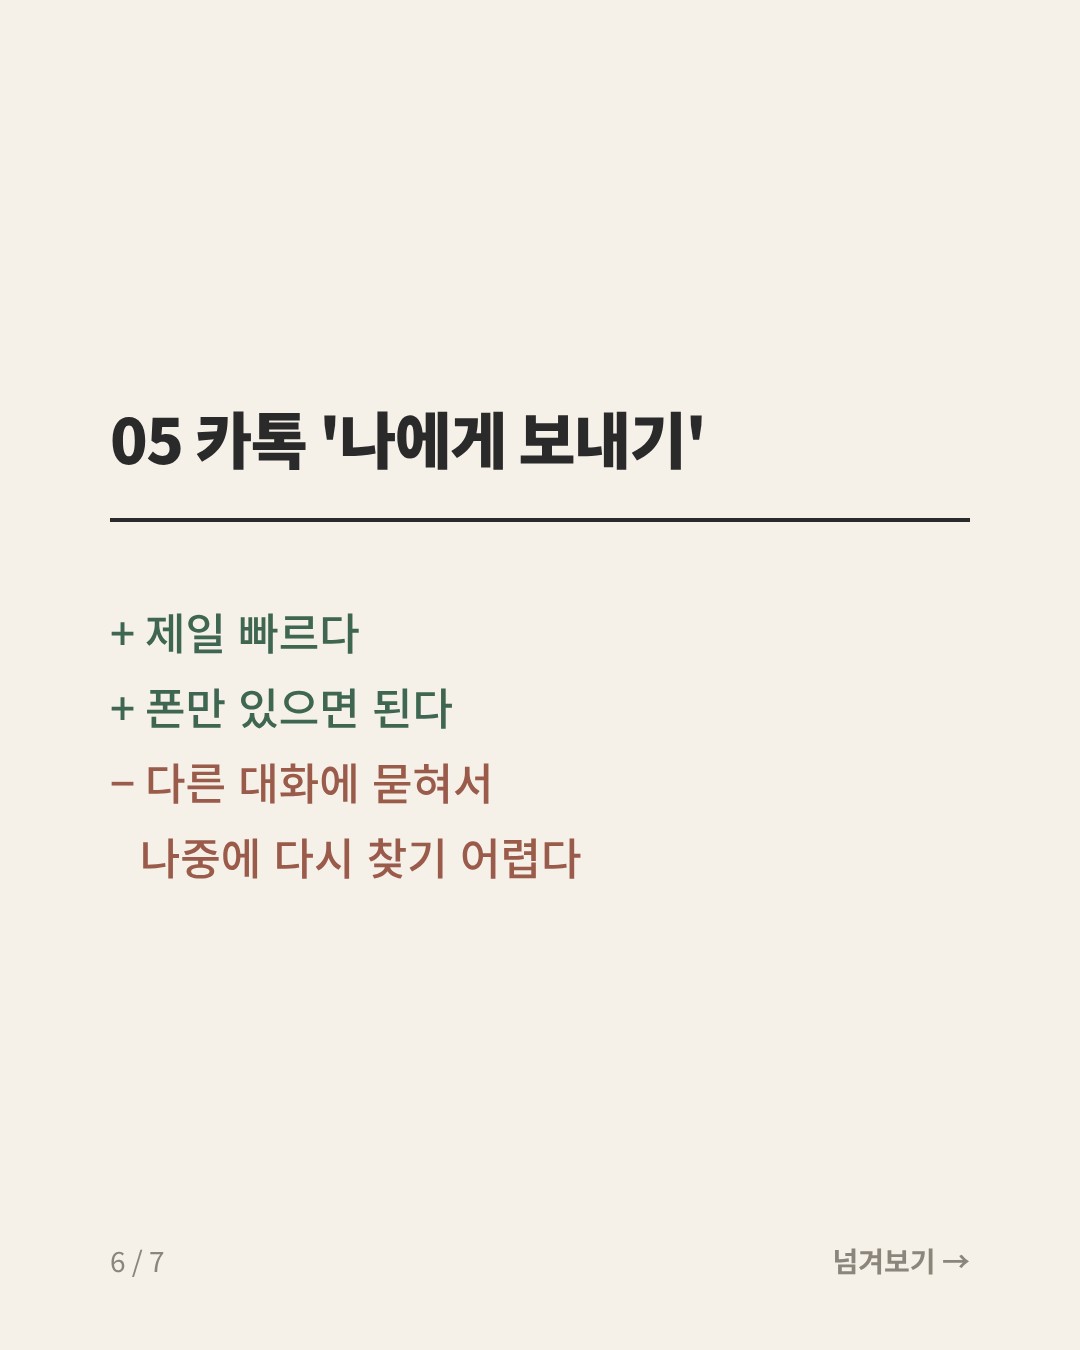 05 카톡 '나에게 보내기'
+ 제일 빠르다
+ 폰만 있으면 된다
− 다른 대화에 묻혀서
나중에 다시 찾기 어렵다
6 / 7
넘겨보기 →